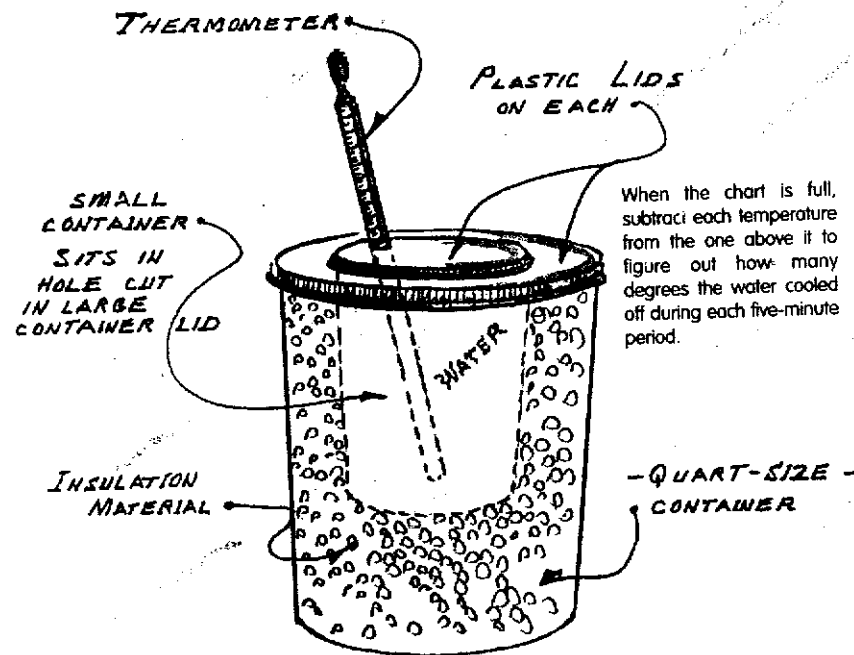 THERMOMETER
PLASTIC LIDS
ON EACH
SMALL
CONTAINER
SITS IN
HOLE CUT
IN LARGE
CONTAINER LID
When the chart is full,
subtract each temperature
from the one above it to
figure out how many
degrees the water cooled
off during each five-minute
period.
WATER
INSULATION
MATERIAL
-QUART-SIZE-
CONTAINER